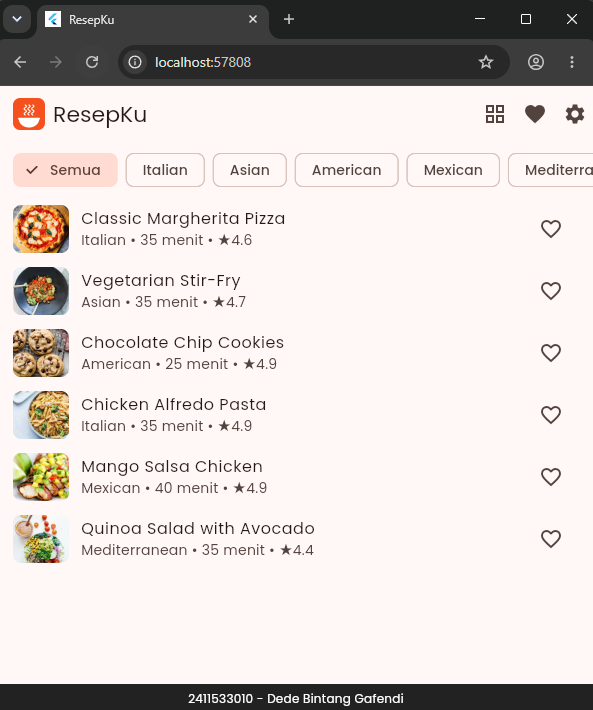 ResepKu
localhost:57808
ResepKu
Semua Italian Asian American Mexican Mediterra
Classic Margherita Pizza
Italian • 35 menit • ★4.6
Vegetarian Stir-Fry
Asian • 35 menit • ★4.7
Chocolate Chip Cookies
American • 25 menit • ★4.9
Chicken Alfredo Pasta
Italian • 35 menit • ★4.9
Mango Salsa Chicken
Mexican • 40 menit • ★4.9
Quinoa Salad with Avocado
Mediterranean • 35 menit • ★4.4
2411533010 - Dede Bintang Gafendi